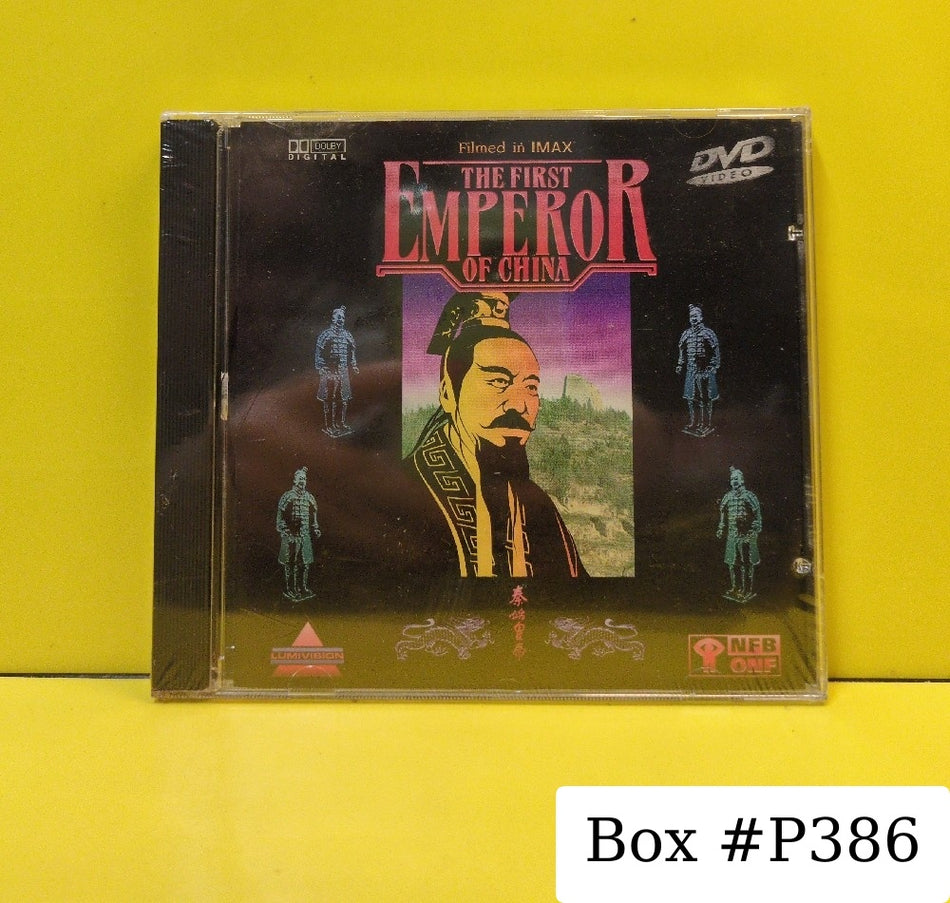 DOLBY
DIGITAL
Filmed in IMAX
DVD
VIDEO
THE FIRST
EMPEROR
OF CHINA
秦始皇帝
LUMIVISION
NFB
ONF
Box #P386